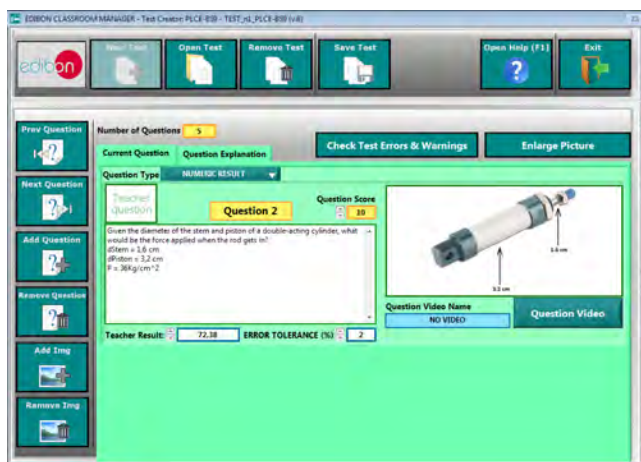 EDIBON CLASSROOM MANAGER - Test Creator: PLCE-B3B - TEST_n1_PLCE-B3B (v.6)
edibon
New Test
Open Test
Remove Test
Save Test
Open Help (F1)
Exit
Prev Question
Next Question
Add Question
Remove Question
Add Img
Remove Img
Number of Questions 5
Check Test Errors & Warnings
Enlarge Picture
Current Question
Question Explanation
Question Type NUMERIC RESULT
Teacher
question
Question 2
Question Score
20
Given the diameter of the stem and piston of a double-acting cylinder, what
would be the force applied when the rod gets in?
dStem = 1,6 cm
dPiston = 3,2 cm
P = 36Kg/cm^2
1.6 cm
3.2 cm
Teacher Result: 72,38 ERROR TOLERANCE (%) 2
Question Video Name
NO VIDEO
Question Video